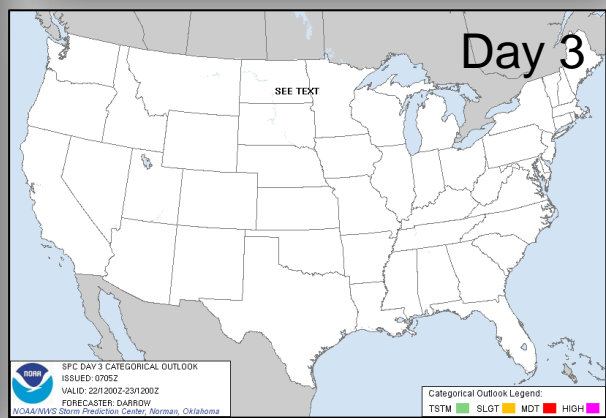 Day 3
SEE TEXT
NOAA
SPC DAY 3 CATEGORICAL OUTLOOK
ISSUED: 0705Z
VALID: 22/1200Z-23/1200Z
FORECASTER: DARROW
NOAA/NWS Storm Prediction Center, Norman, Oklahoma
Categorical Outlook Legend:
TSTM SLGT MDT HIGH